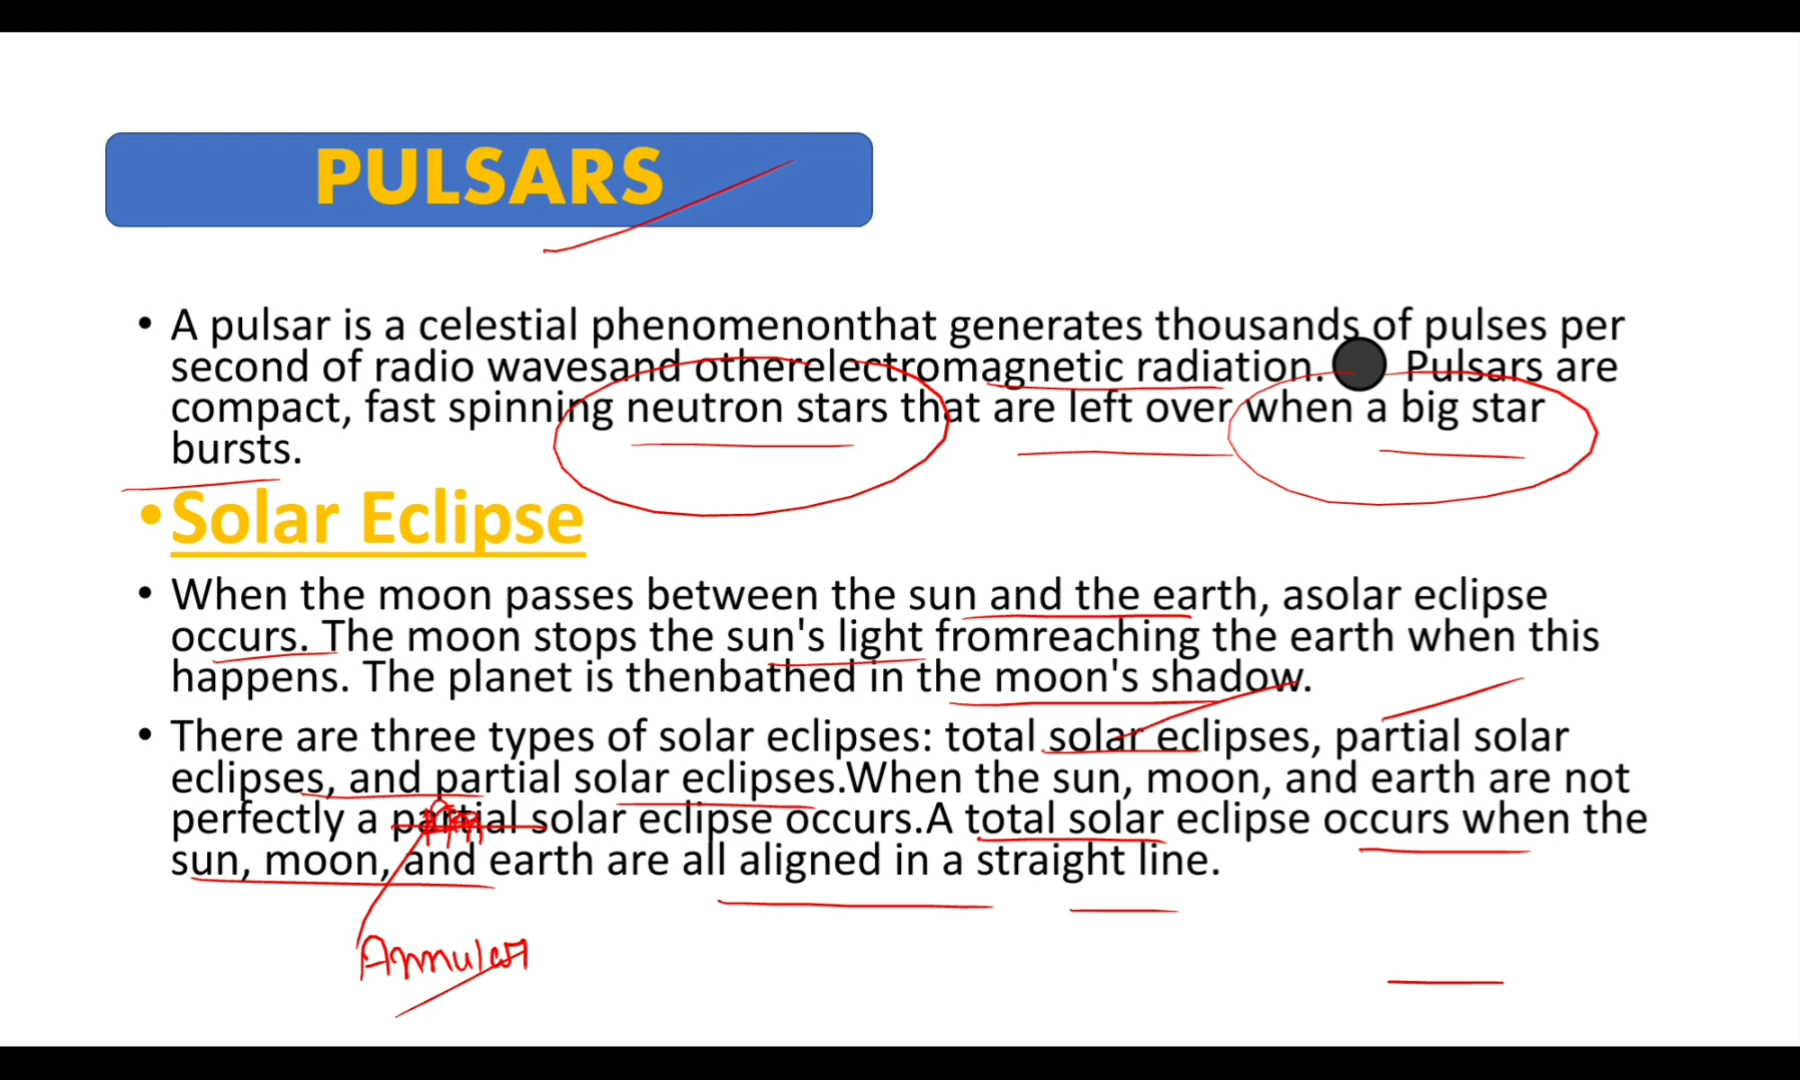 PULSARS
• A pulsar is a celestial phenomenonthat generates thousands of pulses per
second of radio wavesand otherelectromagnetic radiation. Pulsars are
compact, fast spinning neutron stars that are left over when a big star
bursts.
• Solar Eclipse
• When the moon passes between the sun and the earth, asolar eclipse
occurs. The moon stops the sun's light fromreaching the earth when this
happens. The planet is thenbathed in the moon's shadow.
• There are three types of solar eclipses: total solar eclipses, partial solar
eclipses, and partial solar eclipses.When the sun, moon, and earth are not
perfectly a partial solar eclipse occurs.A total solar eclipse occurs when the
sun, moon, and earth are all aligned in a straight line.
Annular